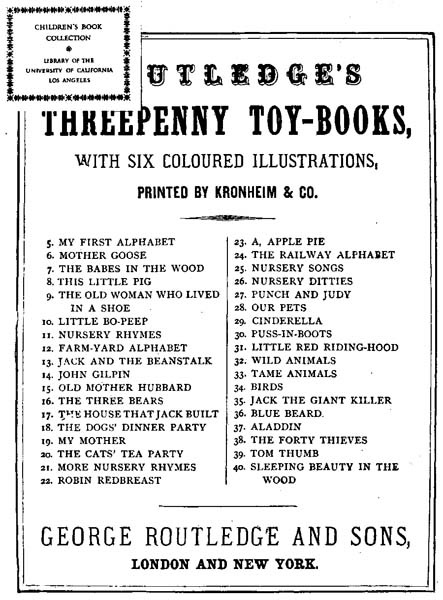 CHILDREN'S BOOK
COLLECTION
LIBRARY OF THE
UNIVERSITY OF CALIFORNIA
LOS ANGELES
UTLEDGE'S
THREEPENNY TOY-BOOKS,
WITH SIX COLOURED ILLUSTRATIONS,
PRINTED BY KRONHEIM & CO.
5. MY FIRST ALPHABET
6. MOTHER GOOSE
7. THE BABES IN THE WOOD
8. THIS LITTLE PIG
9. THE OLD WOMAN WHO LIVED
IN A SHOE
10. LITTLE BO-PEEP
11. NURSERY RHYMES
12. FARM-YARD ALPHABET
13. JACK AND THE BEANSTALK
14. JOHN GILPIN
15. OLD MOTHER HUBBARD
16. THE THREE BEARS
17. THE HOUSE THAT JACK BUILT
18. THE DOGS' DINNER PARTY
19. MY MOTHER
20. THE CATS' TEA PARTY
21. MORE NURSERY RHYMES
22. ROBIN REDBREAST
23. A, APPLE PIE
24. THE RAILWAY ALPHABET
25. NURSERY SONGS
26. NURSERY DITTIES
27. PUNCH AND JUDY
28. OUR PETS
29. CINDERELLA
30. PUSS-IN-BOOTS
31. LITTLE RED RIDING-HOOD
32. WILD ANIMALS
33. TAME ANIMALS
34. BIRDS
35. JACK THE GIANT KILLER
36. BLUE BEARD.
37. ALADDIN
38. THE FORTY THIEVES
39. TOM THUMB
40. SLEEPING BEAUTY IN THE
WOOD
GEORGE ROUTLEDGE AND SONS,
LONDON AND NEW YORK.